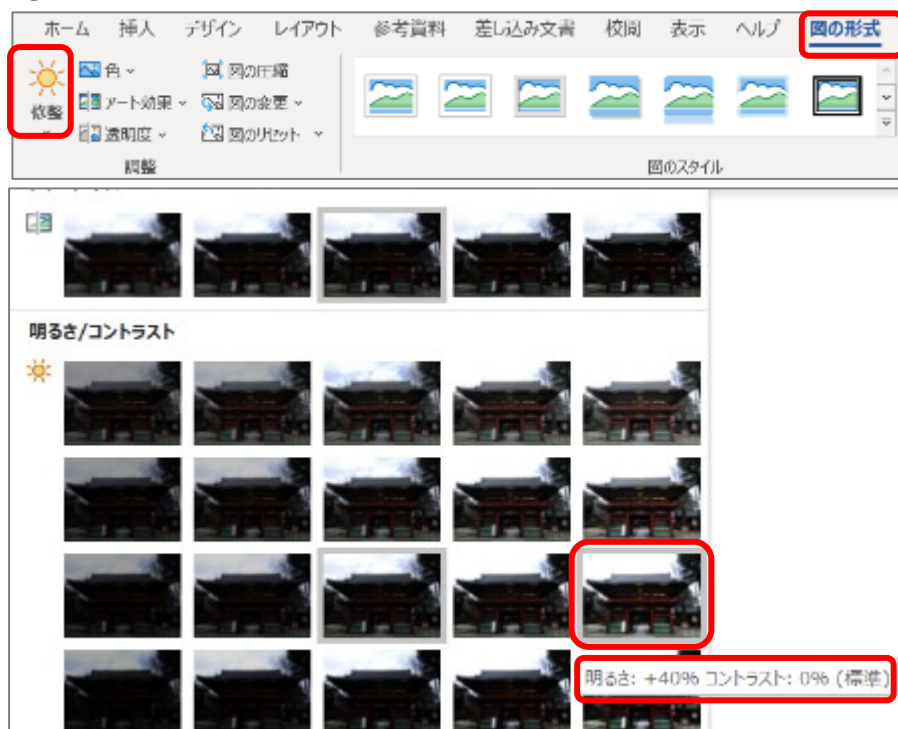 ホーム 挿入 デザイン レイアウト 参考資料 差し込み文書 校閲 表示 ヘルプ 図の形式
修整
色
図の圧縮
アート効果
図の変更
透明度
図のリセット
調整
図のスタイル
明るさ/コントラスト
明るさ: +40% コントラスト: 0% (標準)